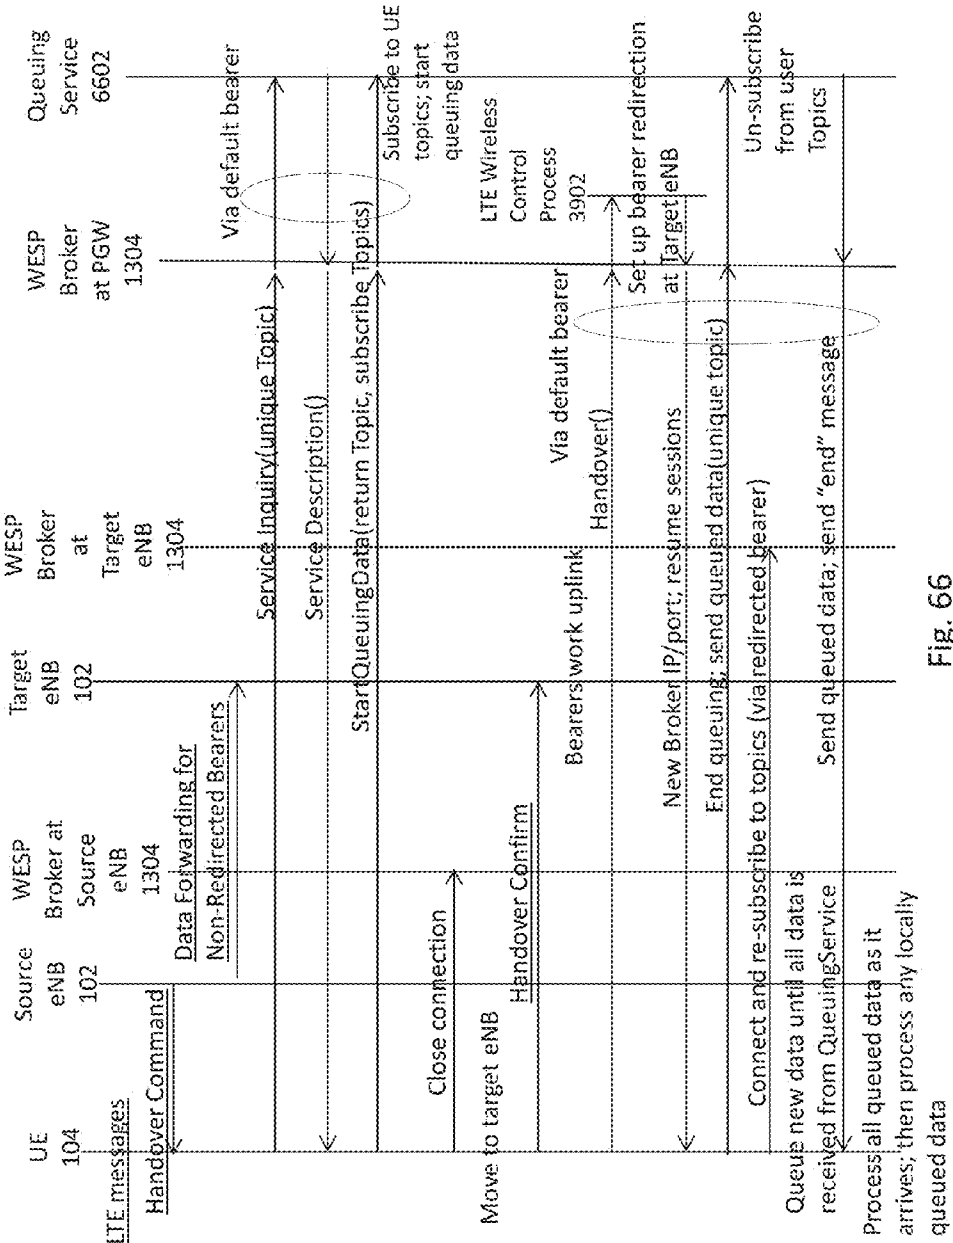 UE
104
Source
eNB
102
WESP
Broker at
Source
eNB
1304
Target
eNB
102
WESP
Broker
at
Target
eNB
1304
WESP
Broker
at PGW
1304
Queuing
Service
6602
LTE messages
Handover Command
Data Forwarding for
Non-Redirected Bearers
Via default bearer
Service Inquiry(unique Topic)
Service Description()
StartQueuingData(return Topic, subscribe Topics)
Subscribe to UE
topics; start
queuingdata
Close connection
Move to target eNB
LTE Wireless
Control
Process
3902
Handover Confirm
Bearers work uplink
Via default bearer
Handover()
Set up bearer redirection
at TargeteNB
New Broker IP/port; resume sessions
End queuing; send queued data(unique topic)
Un-subscribe
from user
Topics
Connect and re-subscribe to topics (via redirected bearer)
Queue new data until all data is
received from QueuingService
Send queued data; send “end” message
Process all queued data as it
arrives; then process any locally
queued data
Fig. 66